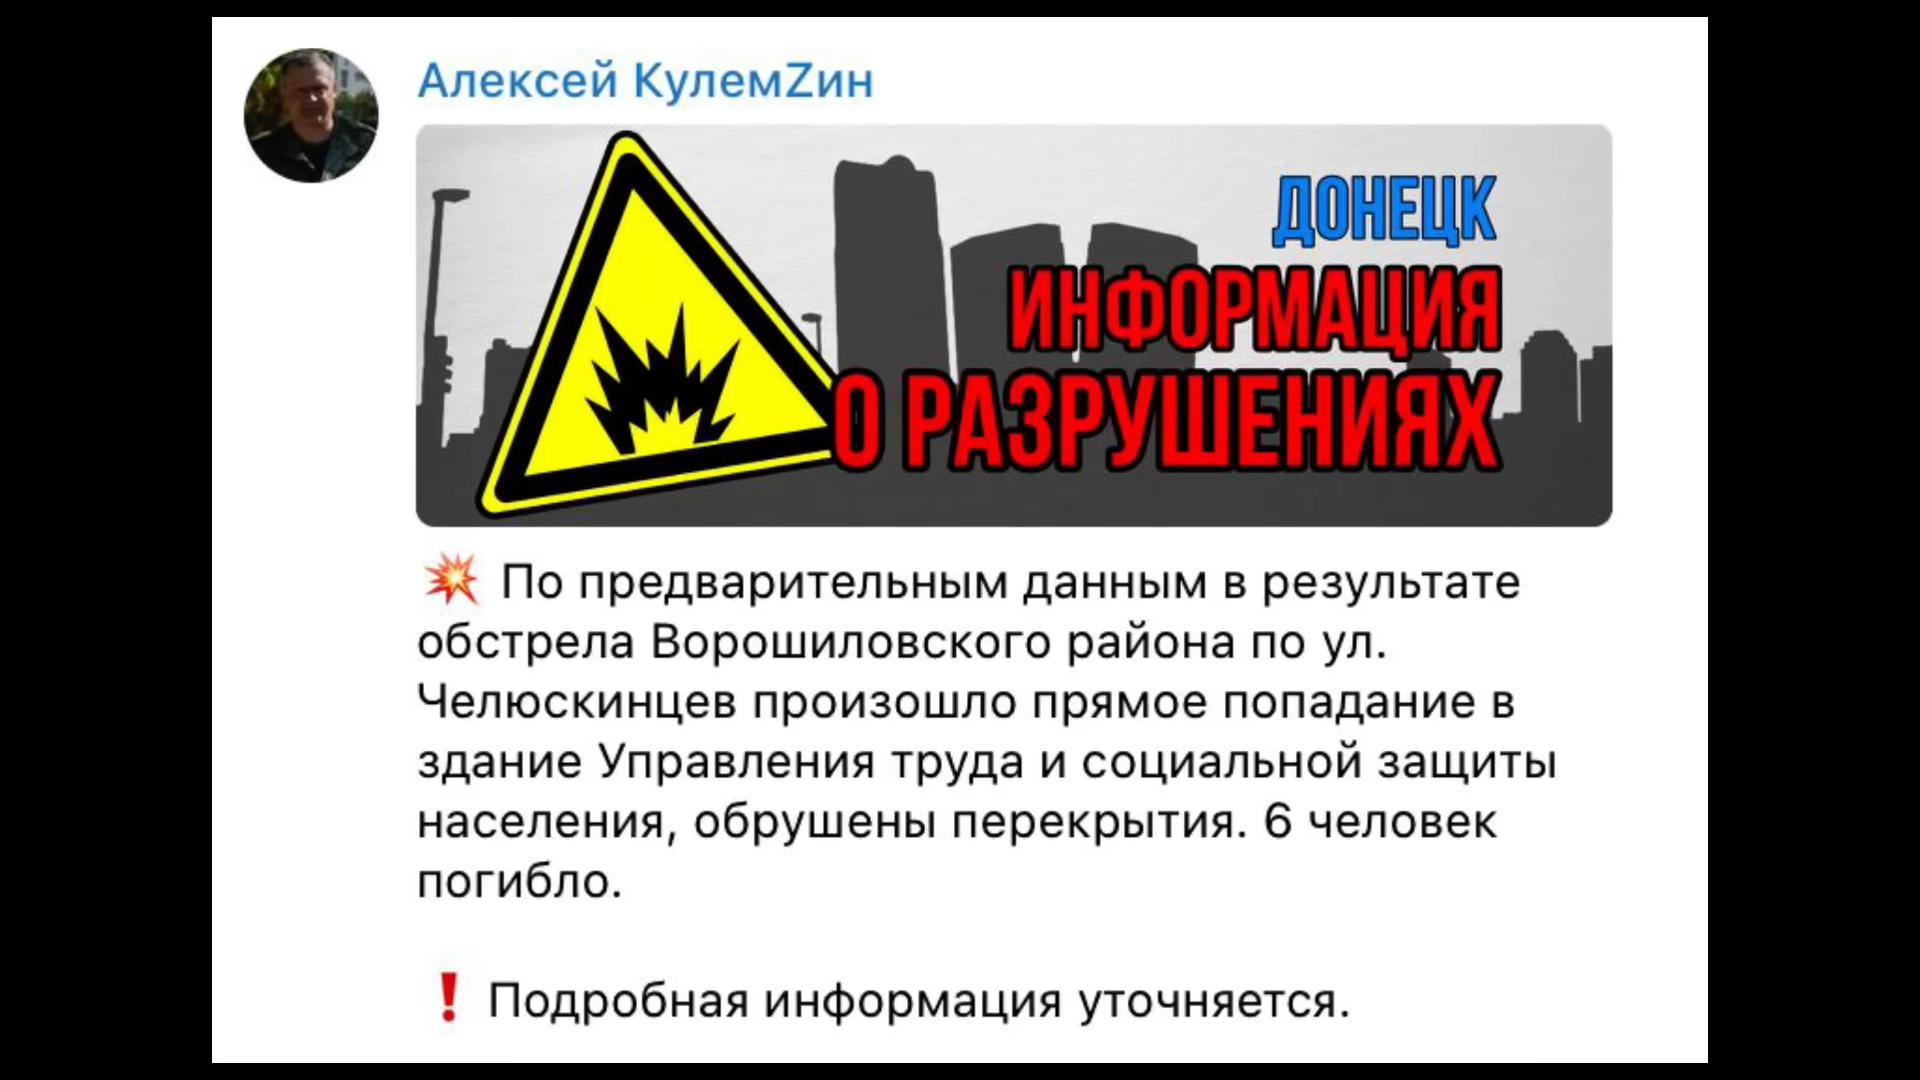 Алексей КулемZин
ДОНЕЦК
ИНФОРМАЦИЯ
О РАЗРУШЕНИЯХ
💥 По предварительным данным в результате
обстрела Ворошиловского района по ул.
Челюскинцев произошло прямое попадание в
здание Управления труда и социальной защиты
населения, обрушены перекрытия. 6 человек
погибло.
❗ Подробная информация уточняется.